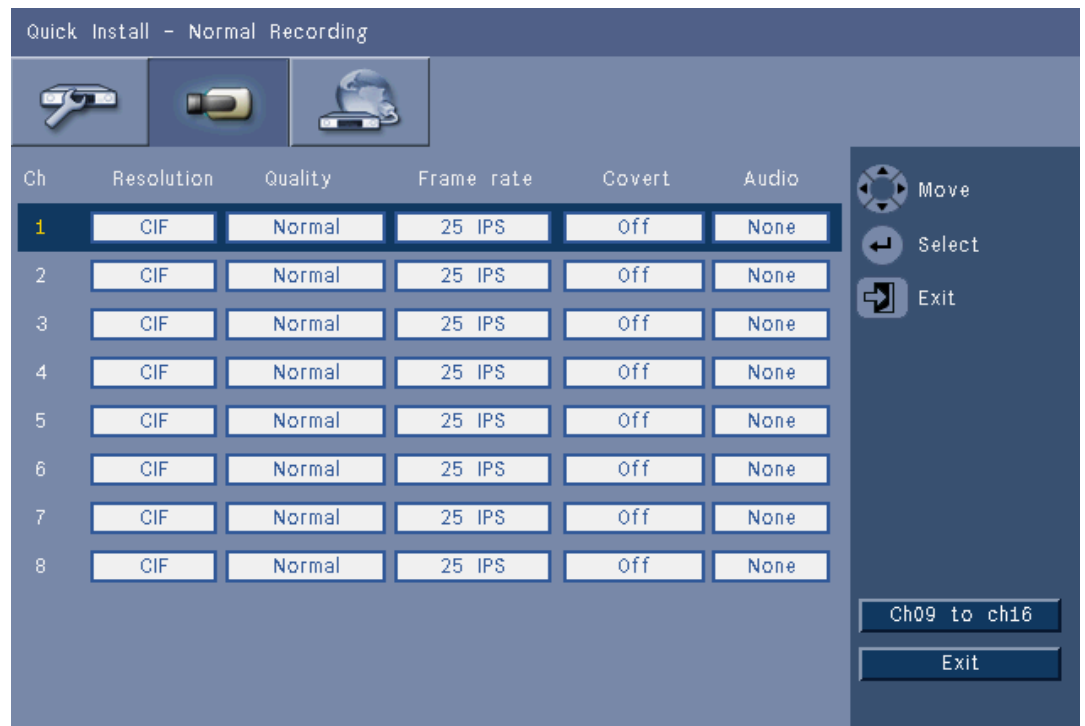 Quick Install - Normal Recording
Ch Resolution Quality Frame rate Covert Audio
1 CIF Normal 25 IPS Off None
2 CIF Normal 25 IPS Off None
3 CIF Normal 25 IPS Off None
4 CIF Normal 25 IPS Off None
5 CIF Normal 25 IPS Off None
6 CIF Normal 25 IPS Off None
7 CIF Normal 25 IPS Off None
8 CIF Normal 25 IPS Off None
Move
Select
Exit
Ch09 to ch16
Exit